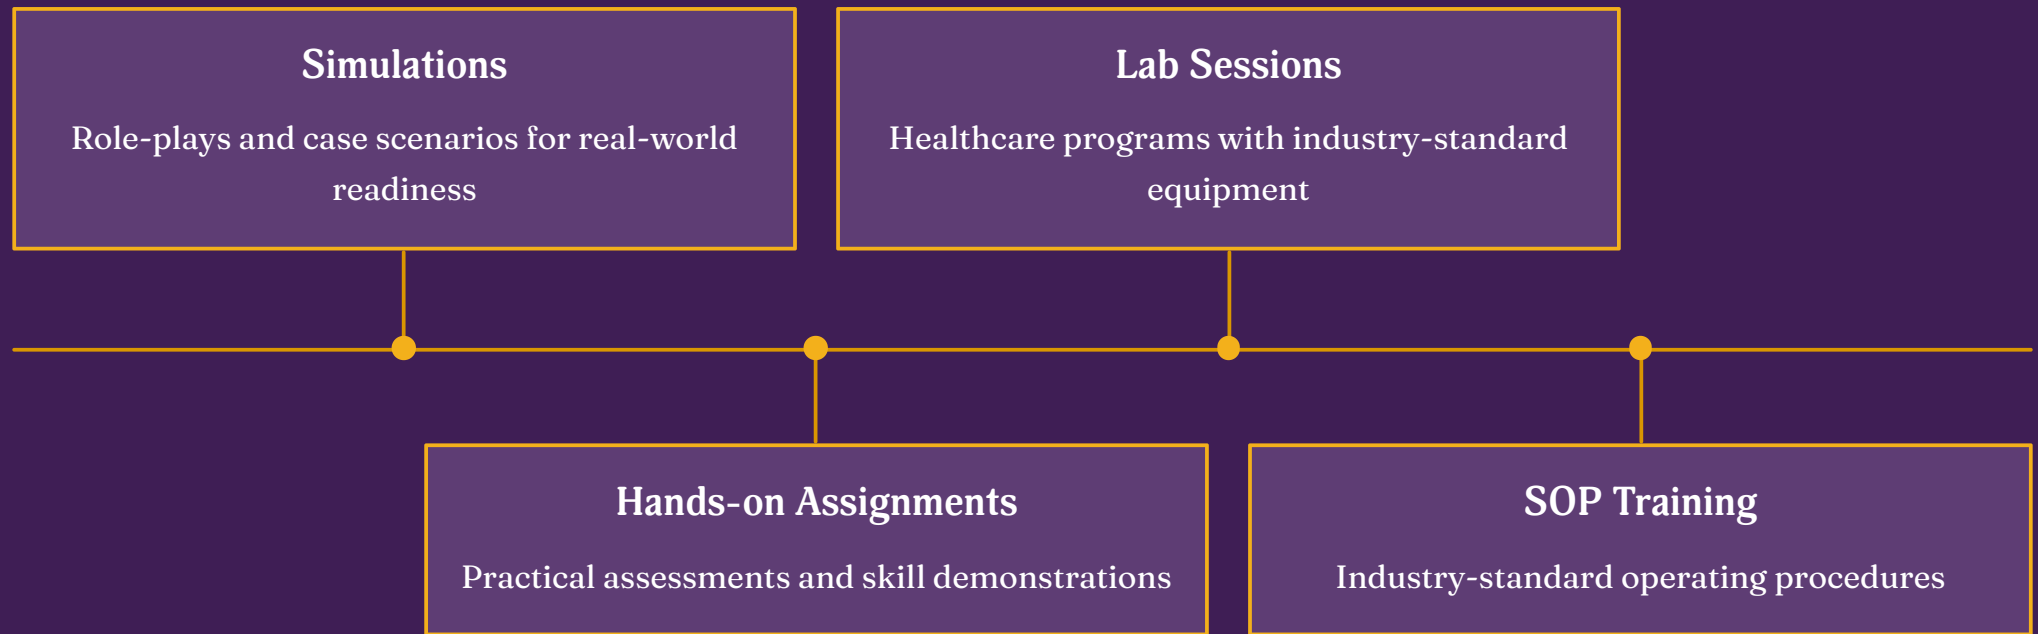 Simulations
Role-plays and case scenarios for real-world
readiness
Lab Sessions
Healthcare programs with industry-standard
equipment
Hands-on Assignments
Practical assessments and skill demonstrations
SOP Training
Industry-standard operating procedures